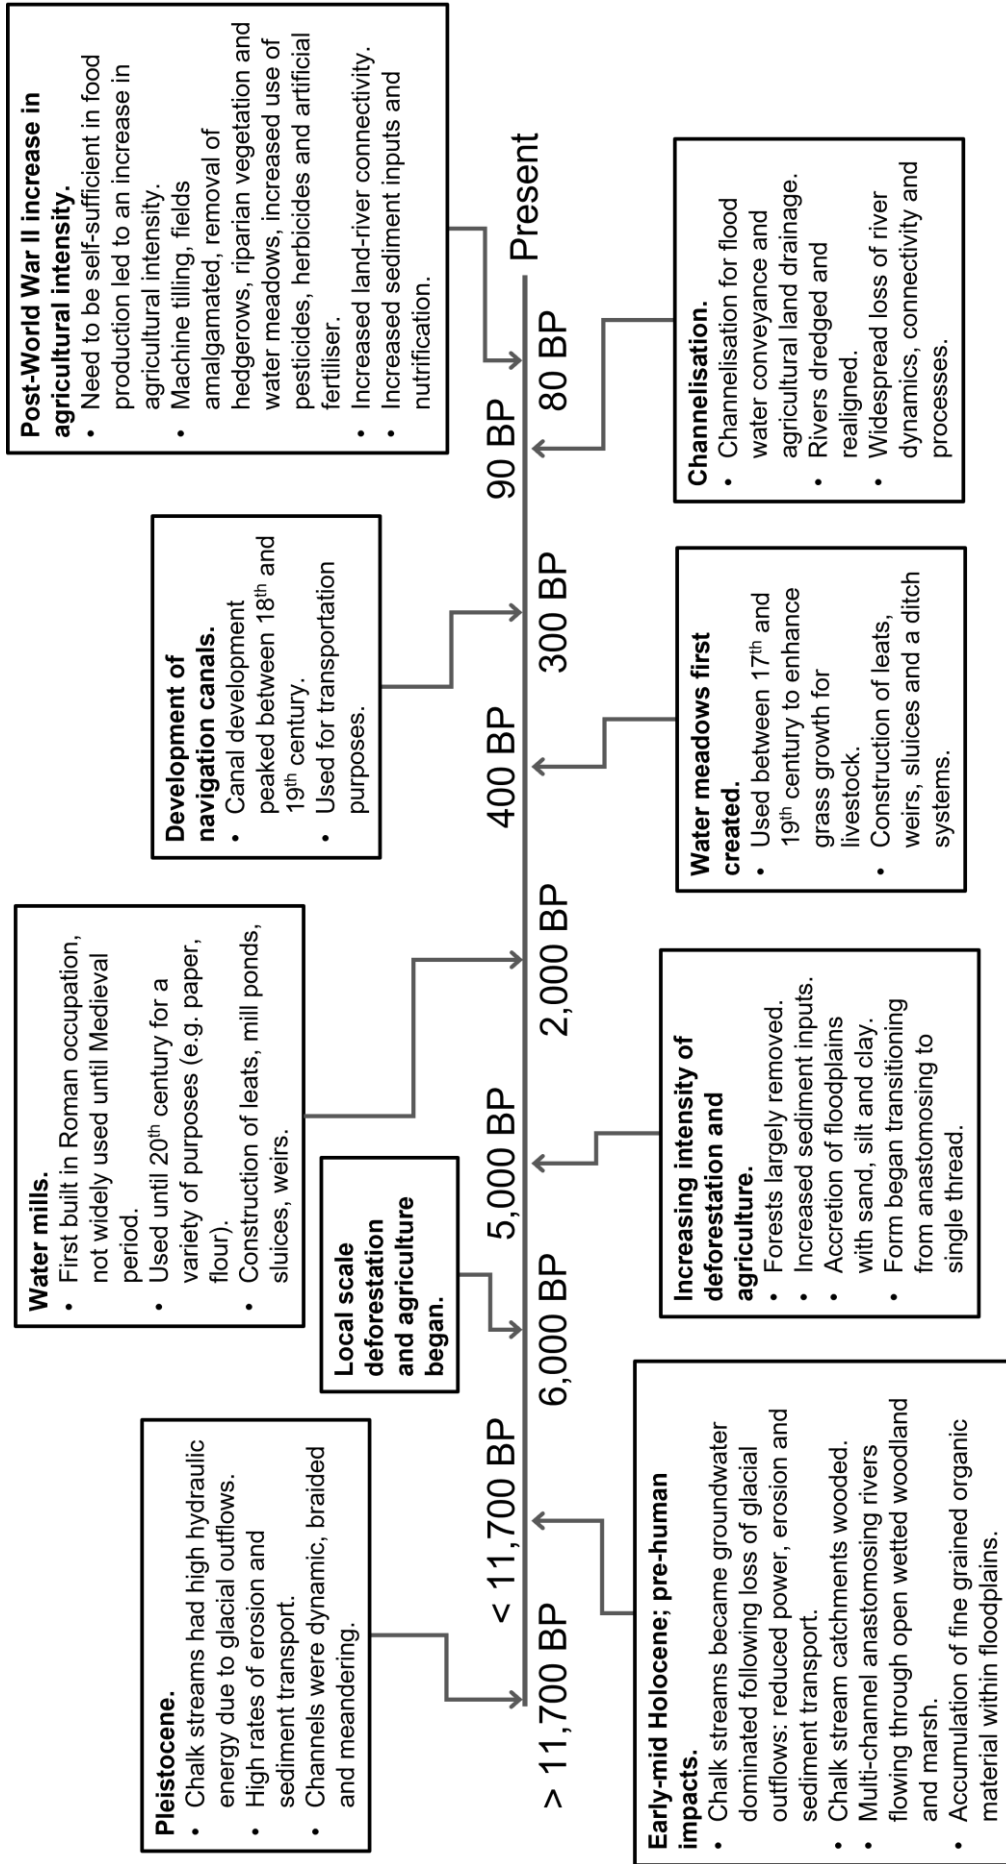 Pleistocene.
• Chalk streams had high hydraulic
energy due to glacial outflows.
• High rates of erosion and
sediment transport.
• Channels were dynamic, braided
and meandering.
Water mills.
• First built in Roman occupation,
not widely used until Medieval
period.
• Used until 20th century for a
variety of purposes (e.g. paper,
flour).
• Construction of leats, mill ponds,
sluices, weirs.
Local scale
deforestation
and agriculture
began.
Development of
navigation canals.
• Canal development
peaked between 18th and
19th century.
• Used for transportation
purposes.
Post-World War II increase in
agricultural intensity.
• Need to be self-sufficient in food
production led to an increase in
agricultural intensity.
• Machine tilling, fields
amalgamated, removal of
hedgerows, riparian vegetation and
water meadows, increased use of
pesticides, herbicides and artificial
fertiliser.
• Increased land-river connectivity.
• Increased sediment inputs and
nutrification.
> 11,700 BP
< 11,700 BP
6,000 BP
5,000 BP
2,000 BP
400 BP
300 BP
90 BP
80 BP
Present
Early-mid Holocene; pre-human
impacts.
• Chalk streams became groundwater
dominated following loss of glacial
outflows: reduced power, erosion and
sediment transport.
• Chalk stream catchments wooded.
• Multi-channel anastomosing rivers
flowing through open wetted woodland
and marsh.
• Accumulation of fine grained organic
material within floodplains.
Increasing intensity of
deforestation and
agriculture.
• Forests largely removed.
• Increased sediment inputs.
• Accretion of floodplains
with sand, silt and clay.
• Form began transitioning
from anastomosing to
single thread.
Water meadows first
created.
• Used between 17th and
19th century to enhance
grass growth for
livestock.
• Construction of leats,
weirs, sluices and a ditch
systems.
Channelisation.
• Channelisation for flood
water conveyance and
agricultural land drainage.
• Rivers dredged and
realigned.
• Widespread loss of river
dynamics, connectivity and
processes.